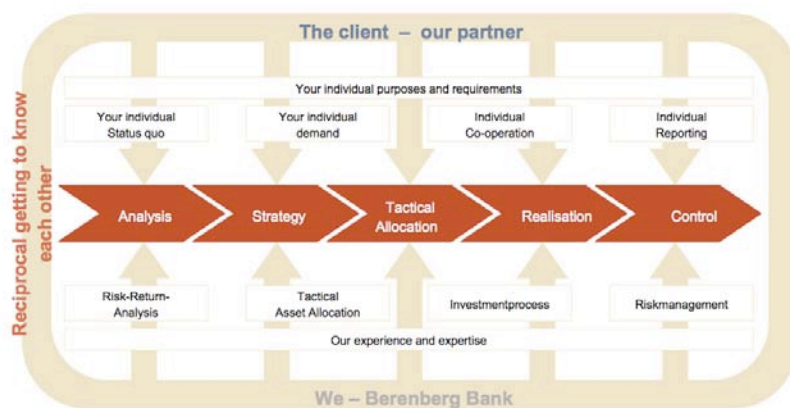 The client – our partner
Reciprocal getting to know
each other
Your individual purposes and requirements
Your individual
Status quo
Your individual
demand
Individual
Co-operation
Individual
Reporting
Analysis
Strategy
Tactical
Allocation
Realisation
Control
Risk-Return-
Analysis
Tactical
Asset Allocation
Investmentprocess
Riskmanagement
Our experience and expertise
We – Berenberg Bank